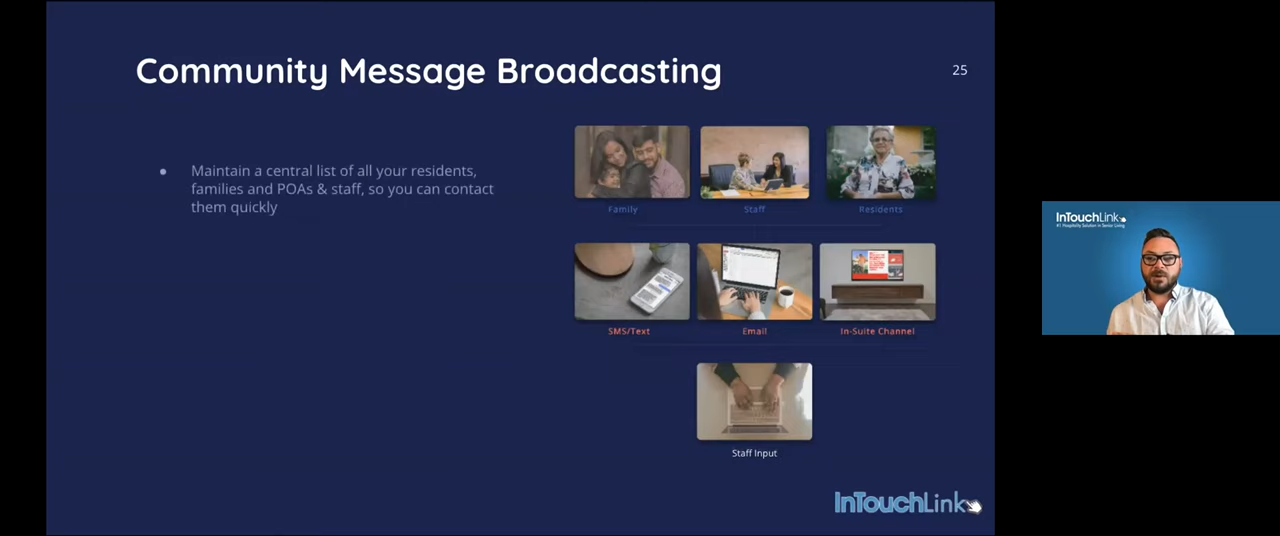 Community Message Broadcasting
25
● Maintain a central list of all your residents,
families and POAs & staff, so you can contact
them quickly
Family
Staff
Residents
SMS/Text
Email
In-Suite Channel
Staff Input
InTouchLink
InTouchLink
#1 Hospitality Solution in Senior Living